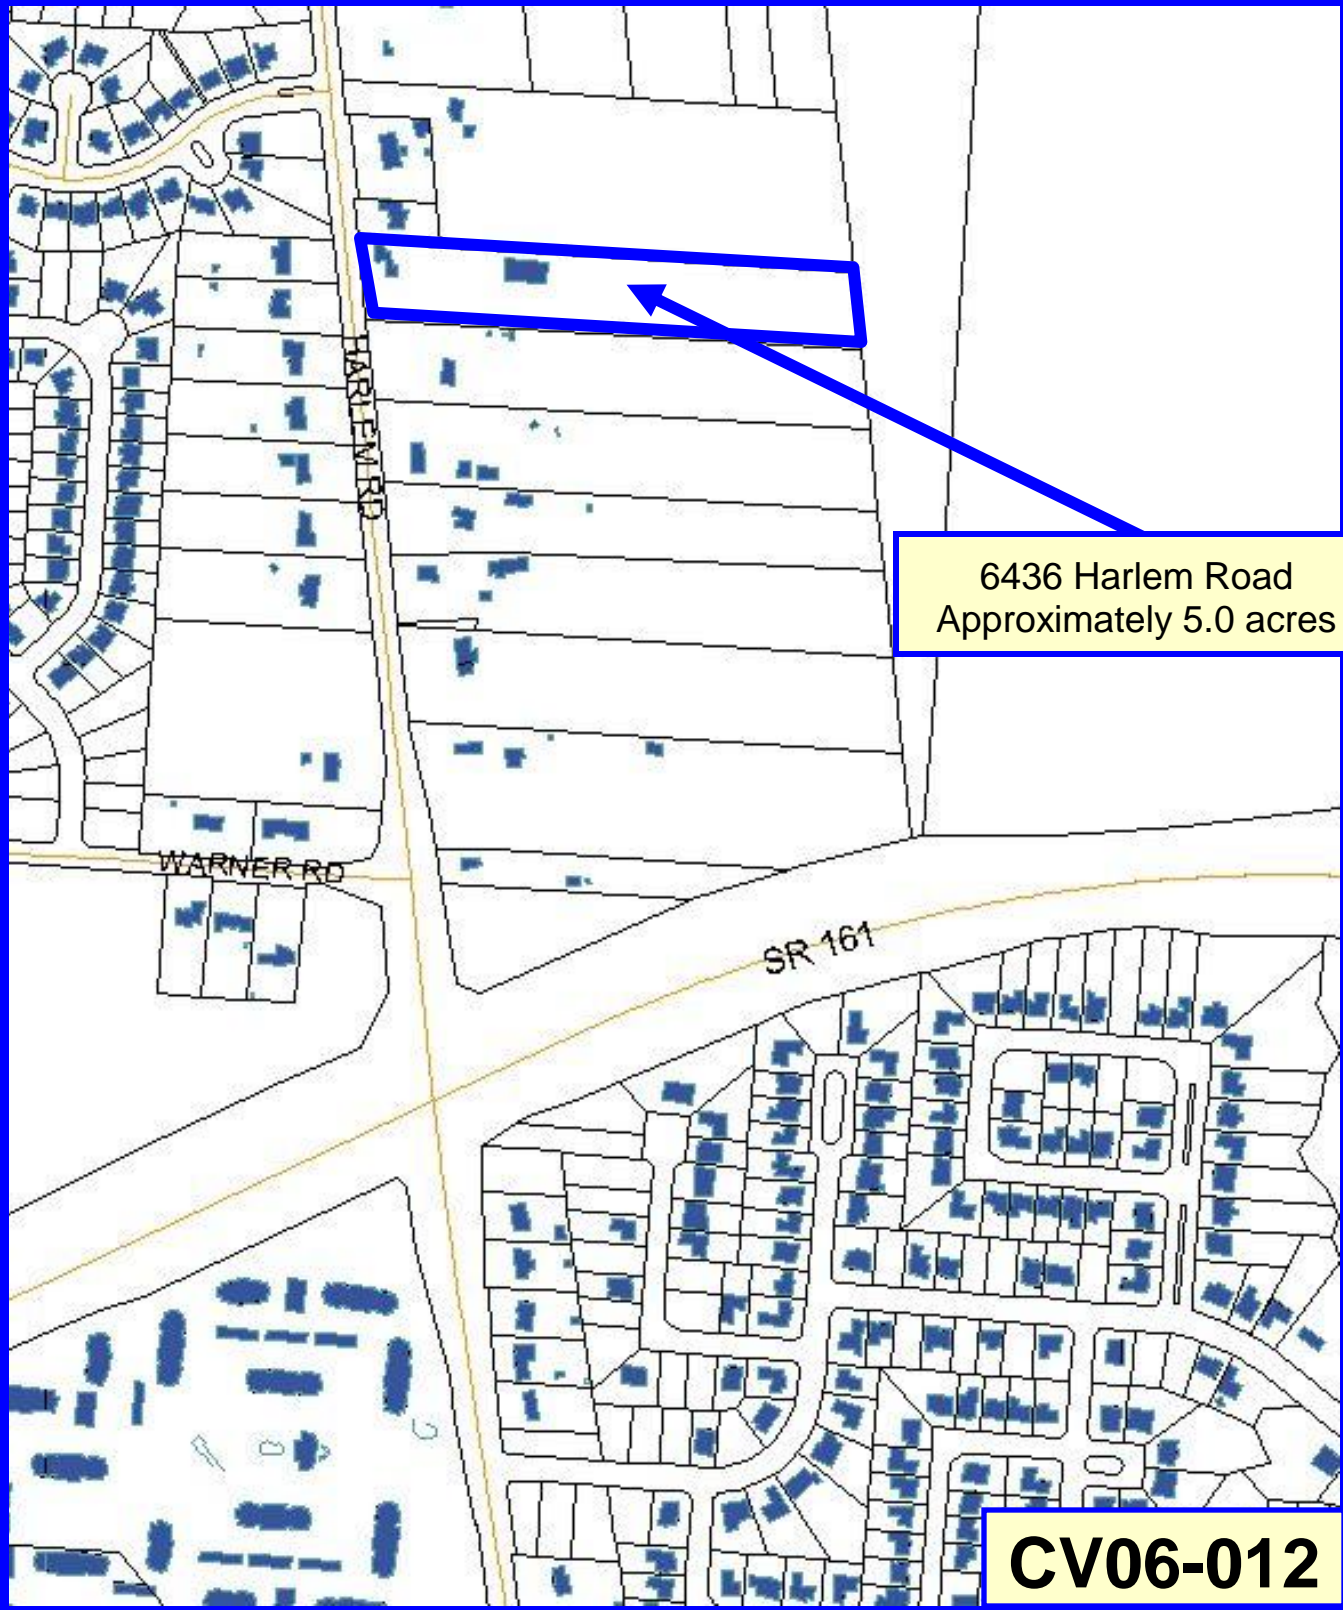 HARLEM RD
6436 Harlem Road
Approximately 5.0 acres
WARNER RD
SR 161
CV06-012